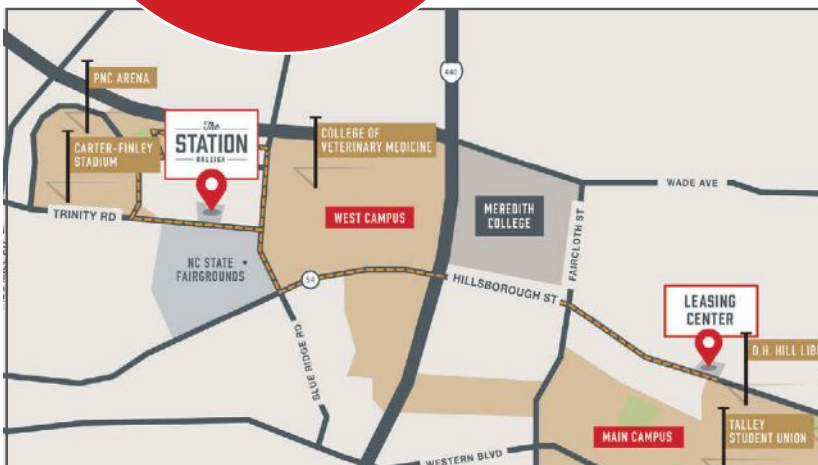 PNC ARENA
The
STATION
RALEIGH
CARTER-FINLEY
STADIUM
COLLEGE OF
VETERINARY MEDICINE
440
TRINITY RD
WEST CAMPUS
MEREDITH
COLLEGE
WADE AVE
FAIRCLOTH ST
NC STATE
FAIRGROUNDS
54
HILLSBOROUGH ST
BLUE RIDGE RD
LEASING
CENTER
D.H. HILL LIB
MAIN CAMPUS
TALLEY
STUDENT UNION
WESTERN BLVD